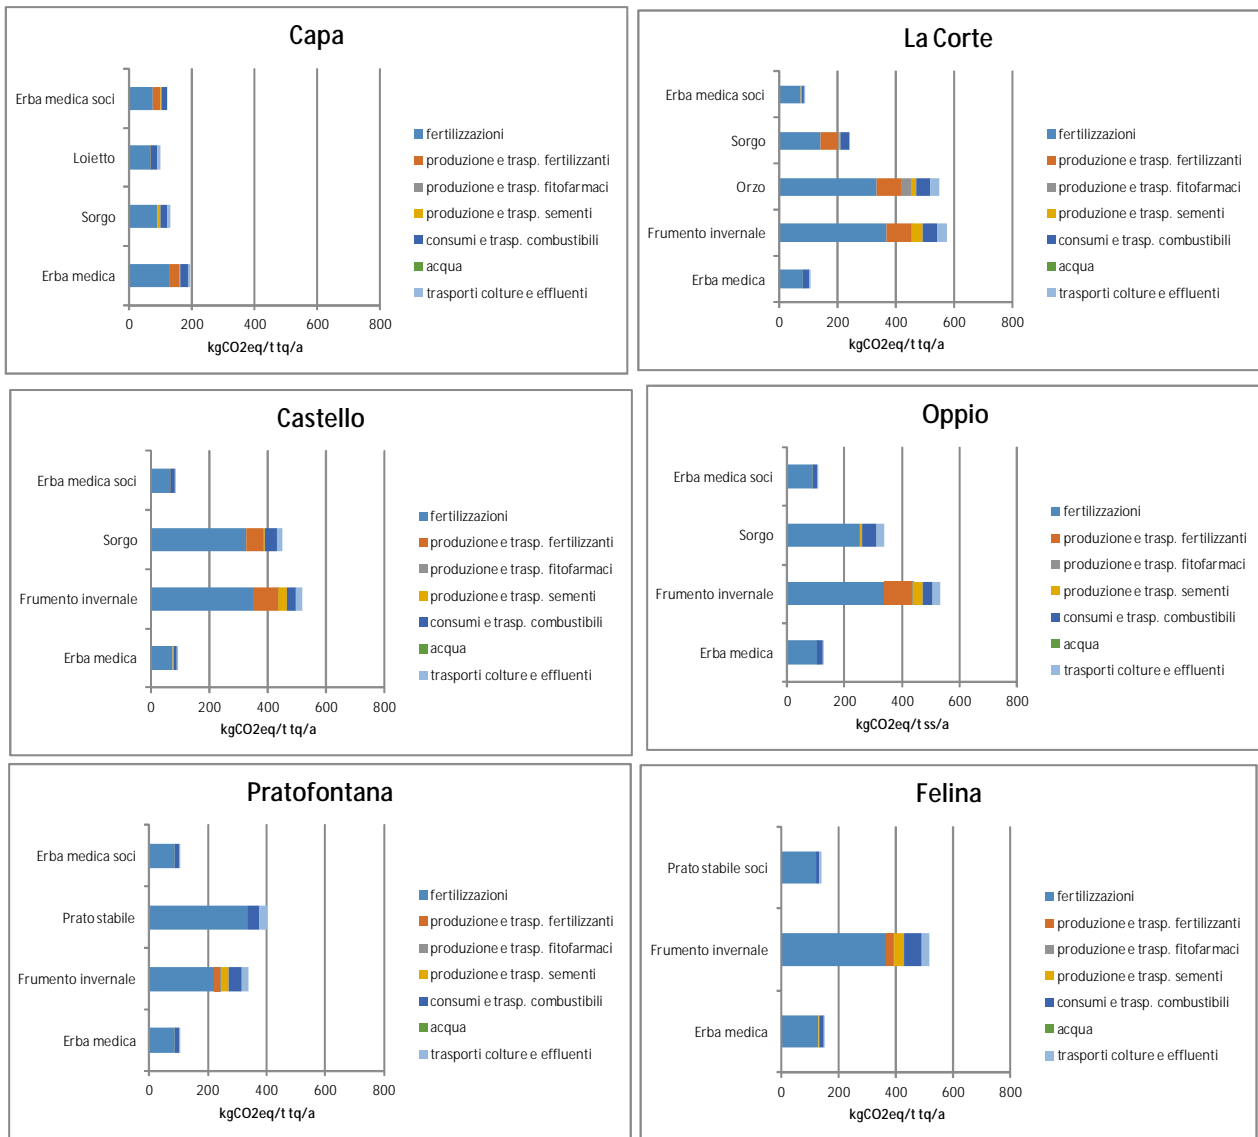 Capa
Erba medica soci
Loietto
Sorgo
Erba medica
0 200 400 600 800
kgCO2eq/t tq/a
fertilizzazioni
produzione e trasp. fertilizzanti
produzione e trasp. fitofarmaci
produzione e trasp. sementi
consumi e trasp. combustibili
acqua
trasporti colture e effluenti
La Corte
Erba medica soci
Sorgo
Orzo
Frumento invernale
Erba medica
0 200 400 600 800
kgCO2eq/t tq/a
fertilizzazioni
produzione e trasp. fertilizzanti
produzione e trasp. fitofarmaci
produzione e trasp. sementi
consumi e trasp. combustibili
acqua
trasporti colture e effluenti
Castello
Erba medica soci
Sorgo
Frumento invernale
Erba medica
0 200 400 600 800
kgCO2eq/t tq/a
fertilizzazioni
produzione e trasp. fertilizzanti
produzione e trasp. fitofarmaci
produzione e trasp. sementi
consumi e trasp. combustibili
acqua
trasporti colture e effluenti
Oppio
Erba medica soci
Sorgo
Frumento invernale
Erba medica
0 200 400 600 800
kgCO2eq/t ss/a
fertilizzazioni
produzione e trasp. fertilizzanti
produzione e trasp. fitofarmaci
produzione e trasp. sementi
consumi e trasp. combustibili
acqua
trasporti colture e effluenti
Pratofontana
Erba medica soci
Prato stabile
Frumento invernale
Erba medica
0 200 400 600 800
kgCO2eq/t tq/a
fertilizzazioni
produzione e trasp. fertilizzanti
produzione e trasp. fitofarmaci
produzione e trasp. sementi
consumi e trasp. combustibili
acqua
trasporti colture e effluenti
Felina
Prato stabile soci
Frumento invernale
Erba medica
0 200 400 600 800
kgCO2eq/t tq/a
fertilizzazioni
produzione e trasp. fertilizzanti
produzione e trasp. fitofarmaci
produzione e trasp. sementi
consumi e trasp. combustibili
acqua
trasporti colture e effluenti